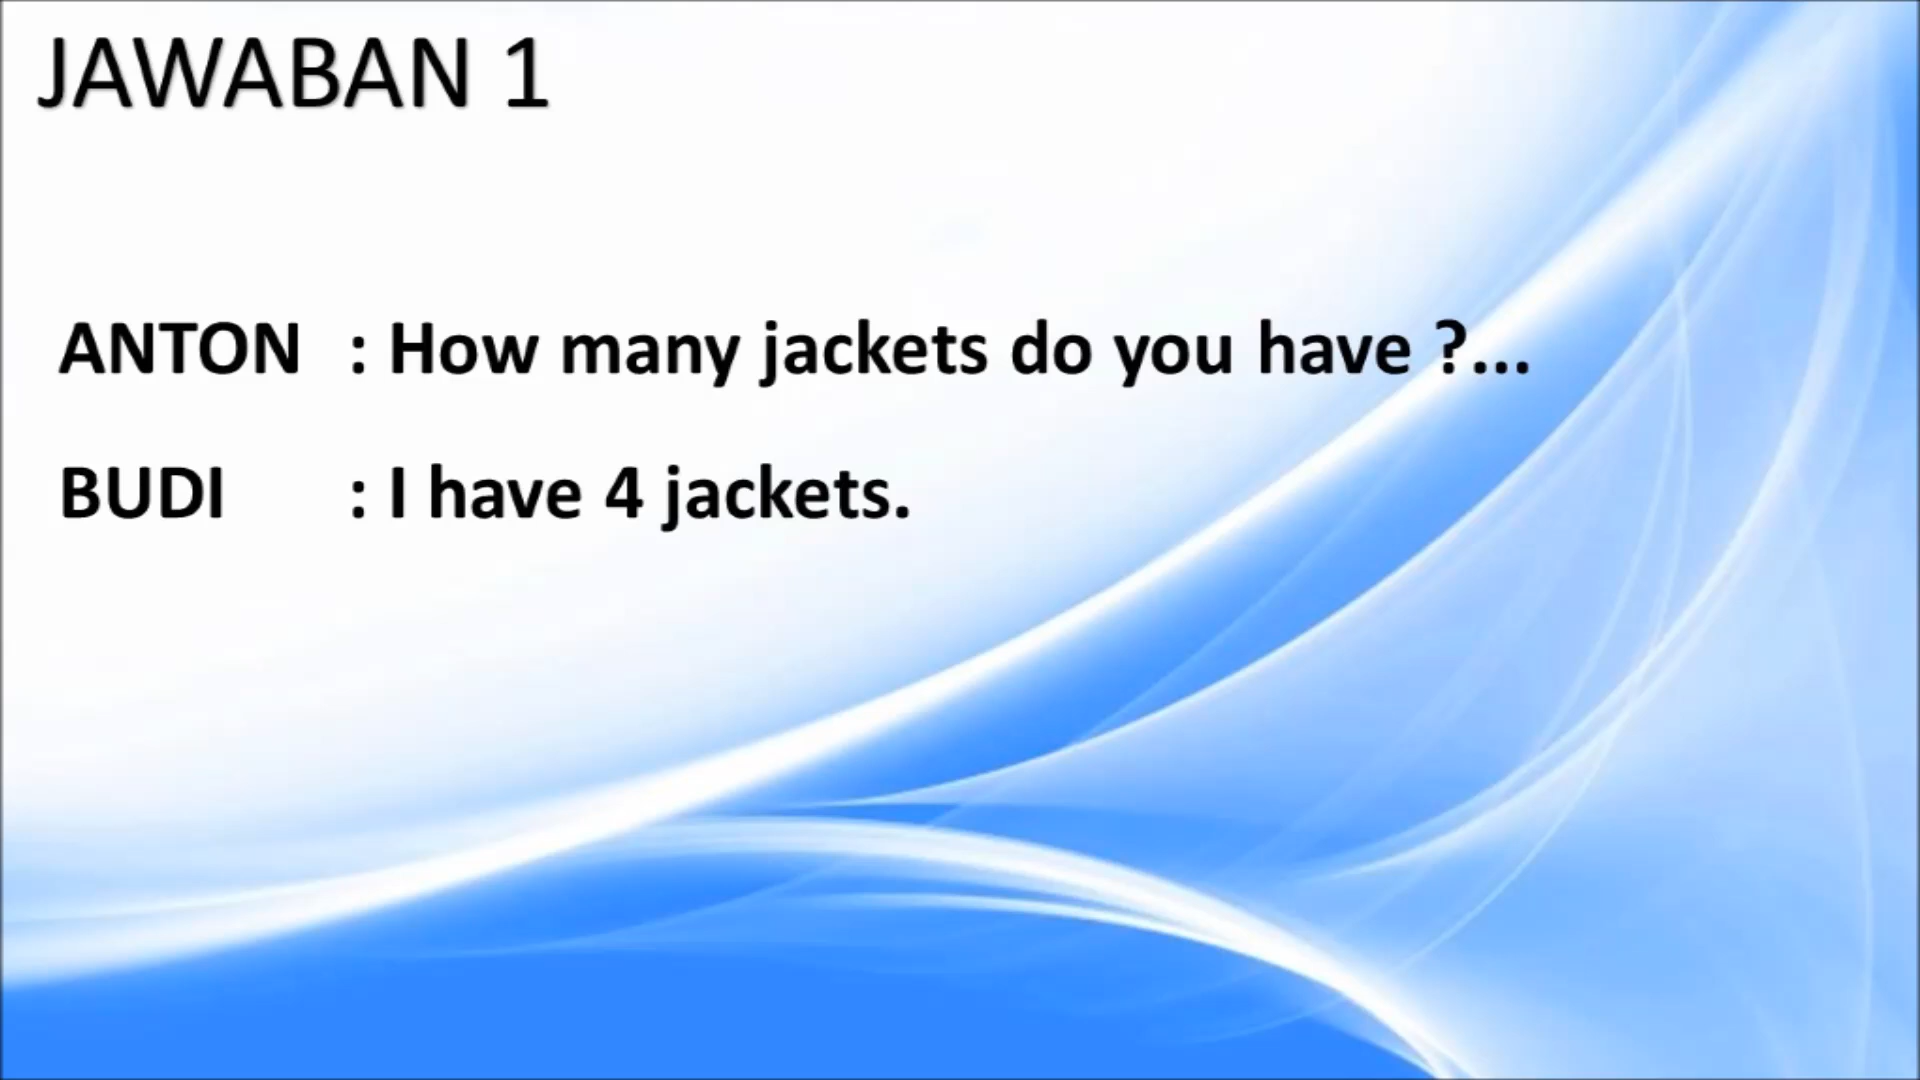 JAWABAN 1
ANTON : How many jackets do you have ?...
BUDI : I have 4 jackets.